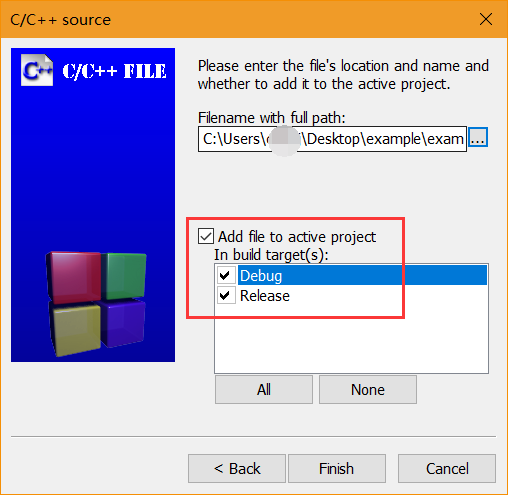 C/C++ source
C++ C/C++ FILE
Please enter the file's location and name and
whether to add it to the active project.
Filename with full path:
C:\Users\ \Desktop\example\exam
...
Add file to active project
In build target(s):
Debug
Release
All
None
< Back
Finish
Cancel